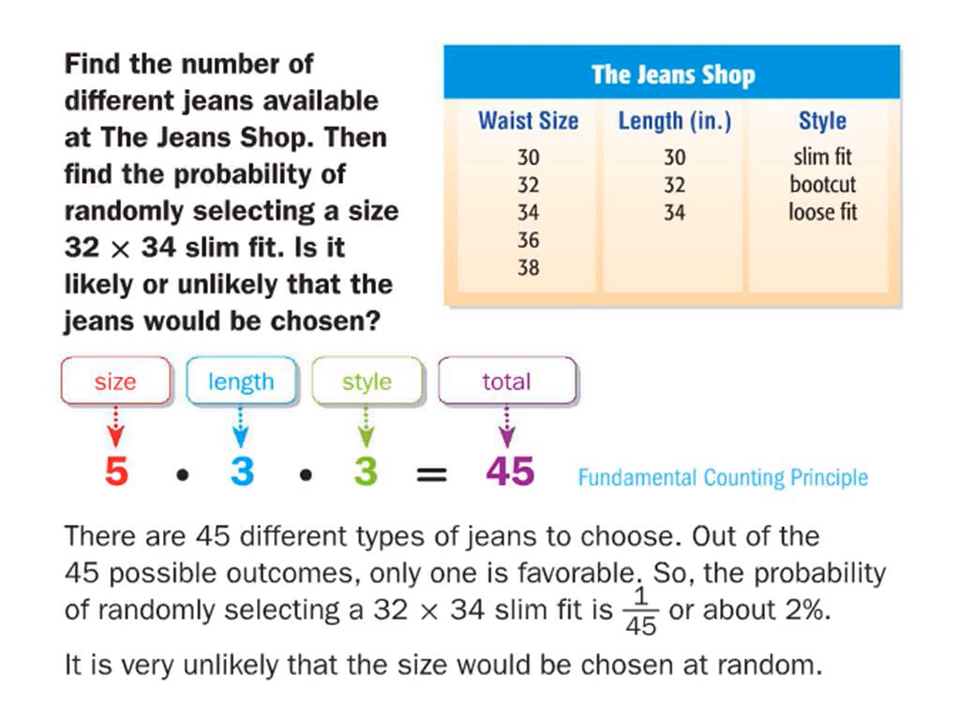 Find the number of
different jeans available
at The Jeans Shop. Then
find the probability of
randomly selecting a size
32 × 34 slim fit. Is it
likely or unlikely that the
jeans would be chosen?
The Jeans Shop
Waist Size Length (in.) Style
30 30 slim fit
32 32 bootcut
34 34 loose fit
36
38
size length style total
5 • 3 • 3 = 45 Fundamental Counting Principle
There are 45 different types of jeans to choose. Out of the
45 possible outcomes, only one is favorable. So, the probability
of randomly selecting a 32 × 34 slim fit is 1/45 or about 2%.
It is very unlikely that the size would be chosen at random.